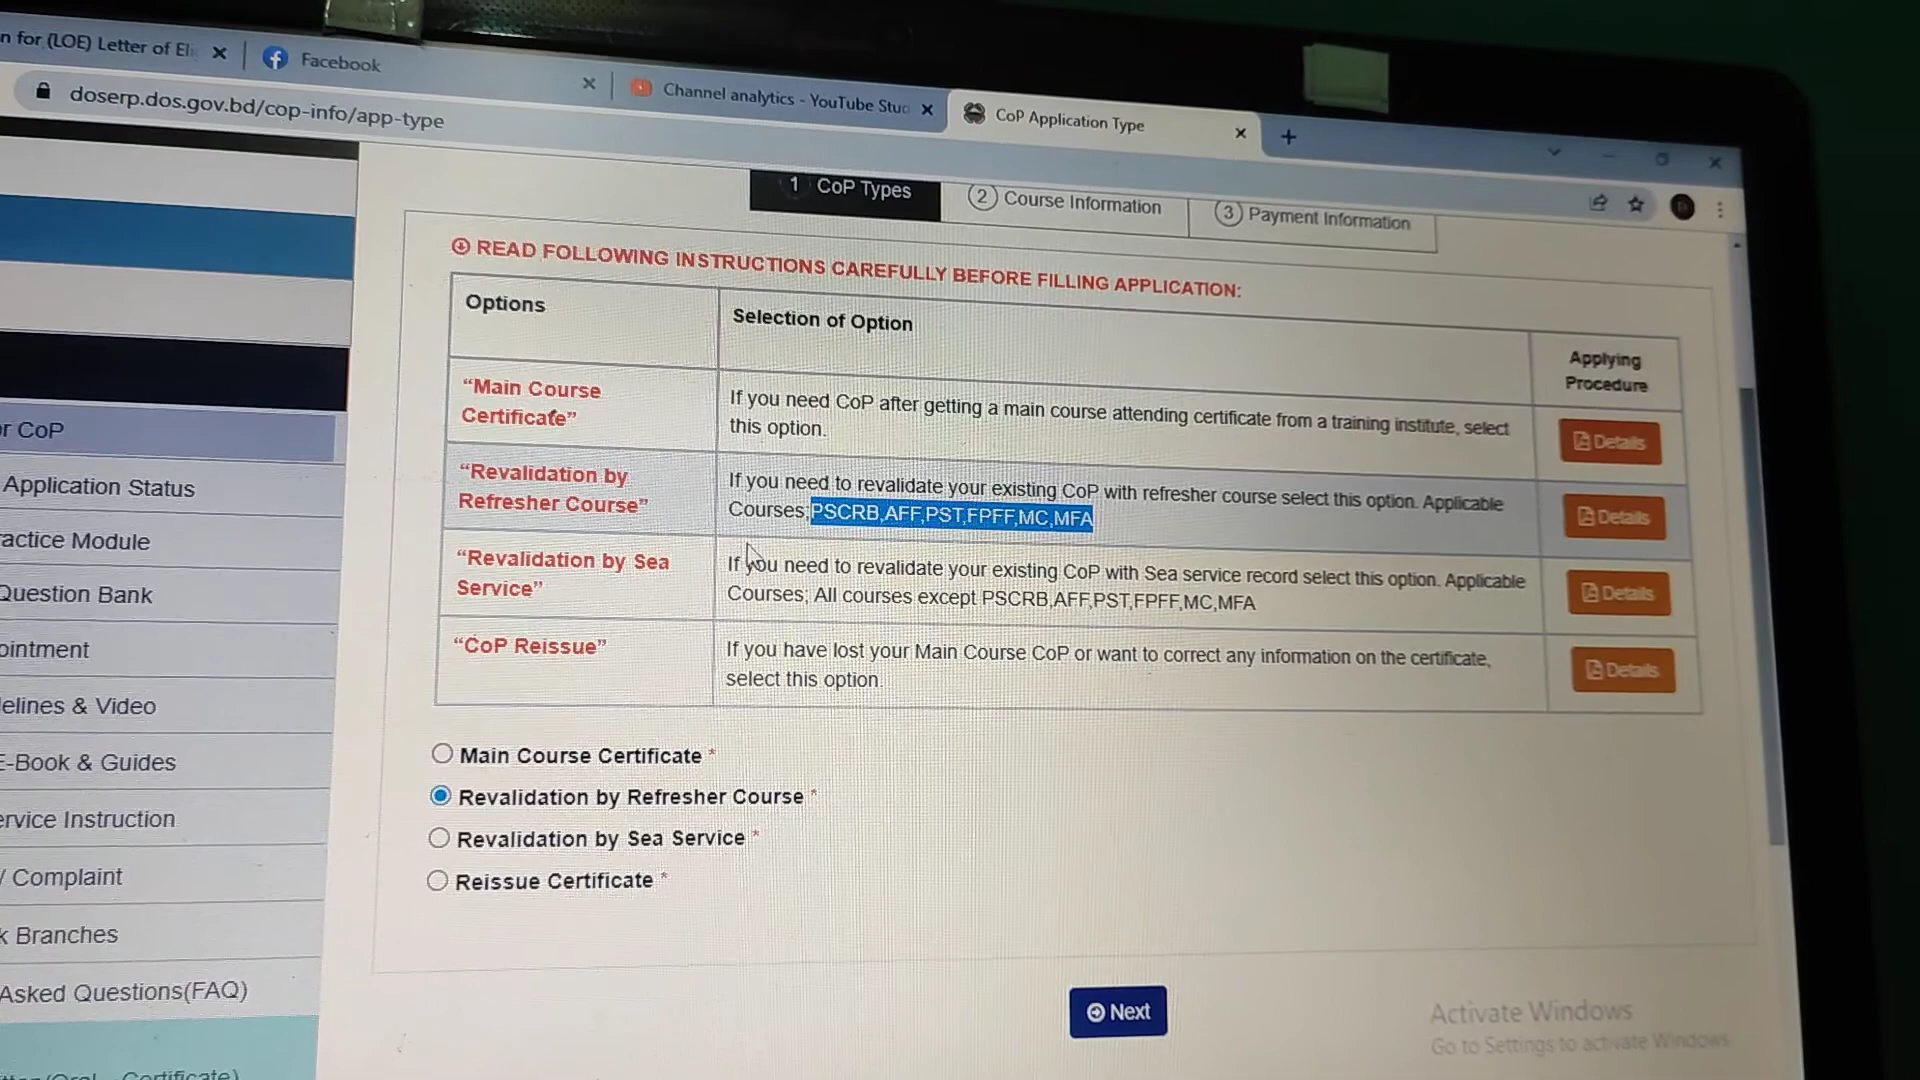 n for (LOE) Letter of Eli
Facebook
Channel analytics - YouTube Stud
CoP Application Type
doserp.dos.gov.bd/cop-info/app-type
1 CoP Types
2 Course Information
3 Payment Information
READ FOLLOWING INSTRUCTIONS CAREFULLY BEFORE FILLING APPLICATION:
Options
Selection of Option
Applying
Procedure
“Main Course
Certificate”
If you need CoP after getting a main course attending certificate from a training institute, select
this option.
Details
“Revalidation by
Refresher Course”
If you need to revalidate your existing CoP with refresher course select this option. Applicable
Courses;PSCRB,AFF,PST,FPFF,MC,MFA
Details
“Revalidation by Sea
Service”
If you need to revalidate your existing CoP with Sea service record select this option. Applicable
Courses; All courses except PSCRB,AFF,PST,FPFF,MC,MFA
Details
“CoP Reissue”
If you have lost your Main Course CoP or want to correct any information on the certificate,
select this option.
Details
Main Course Certificate *
Revalidation by Refresher Course *
Revalidation by Sea Service *
Reissue Certificate *
Next
Activate Windows
Go to Settings to activate Windows.
r CoP
Application Status
actice Module
Question Bank
ointment
elines & Video
E-Book & Guides
ervice Instruction
/ Complaint
k Branches
Asked Questions(FAQ)